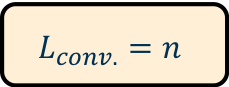 L_{conv.} = n